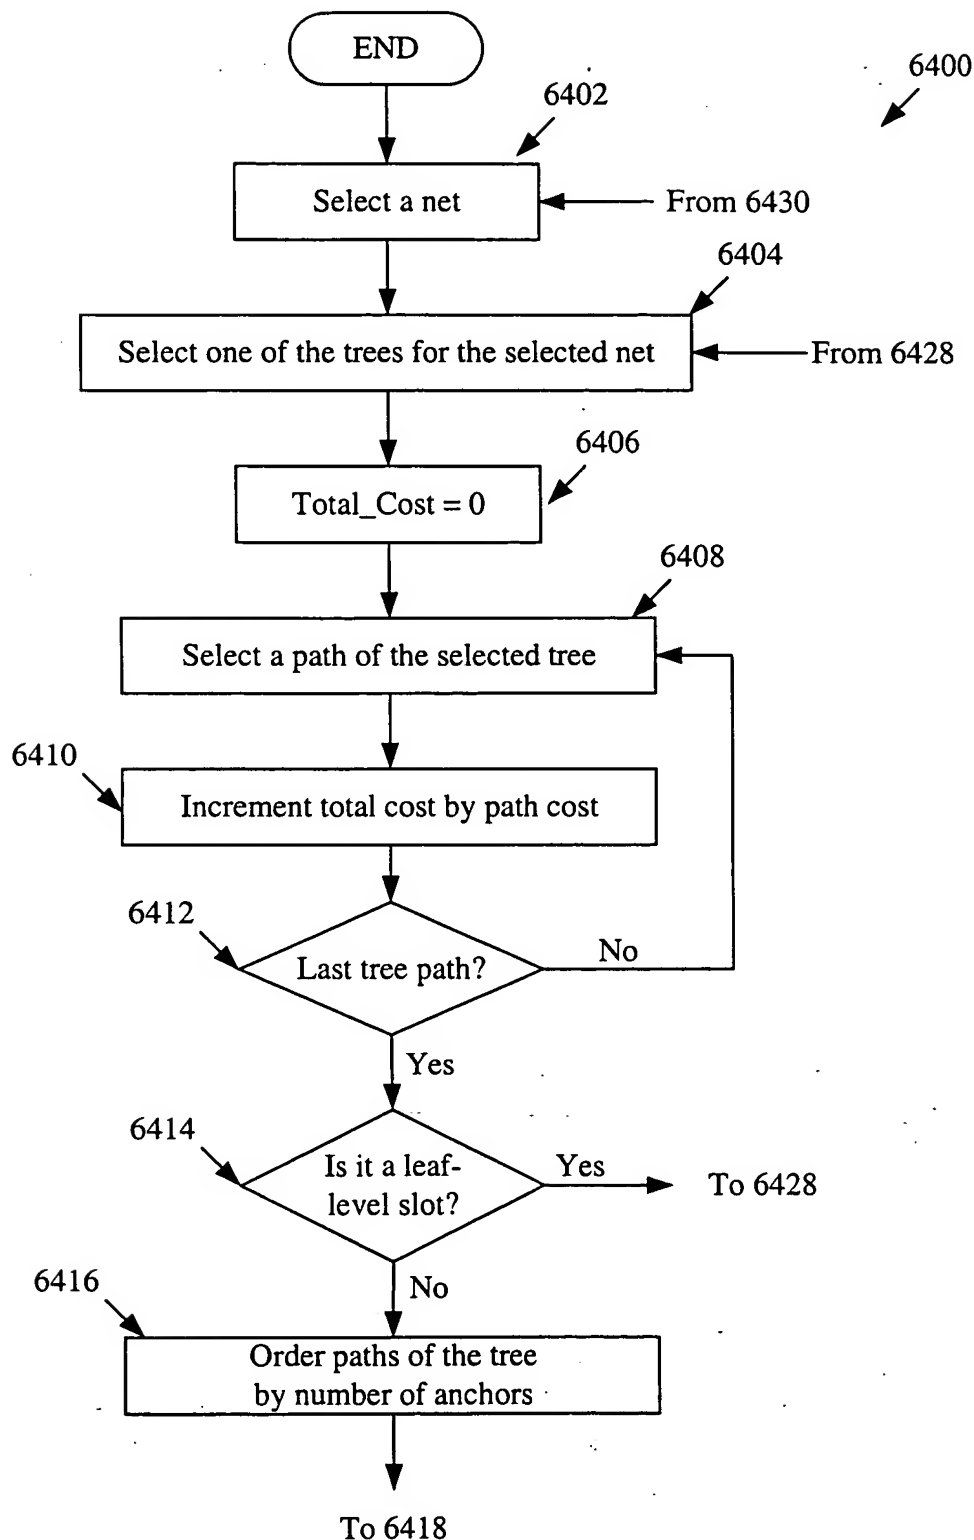 END
6400
6402
Select a net
From 6430
6404
Select one of the trees for the selected net
From 6428
6406
Total_Cost = 0
6408
Select a path of the selected tree
6410
Increment total cost by path cost
6412
Last tree path?
No
Yes
6414
Is it a leaf-
level slot?
Yes
To 6428
No
6416
Order paths of the tree
by number of anchors
To 6418